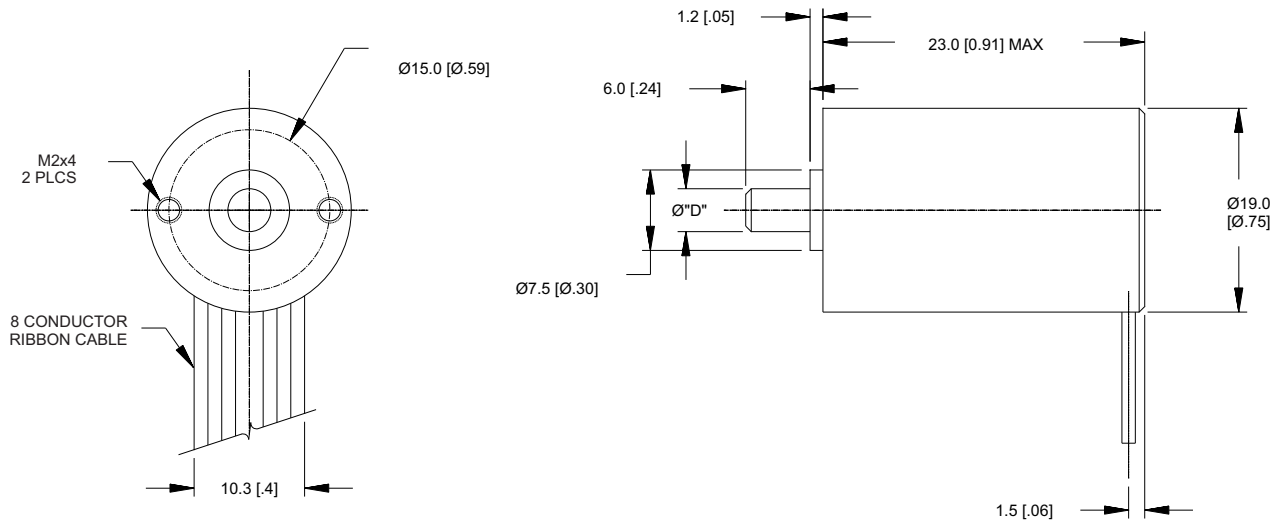 Ø15.0 [Ø.59]
M2x4
2 PLCS
8 CONDUCTOR
RIBBON CABLE
10.3 [.4]
1.2 [.05]
23.0 [0.91] MAX
6.0 [.24]
Ø"D"
Ø7.5 [Ø.30]
Ø19.0
[Ø.75]
1.5 [.06]